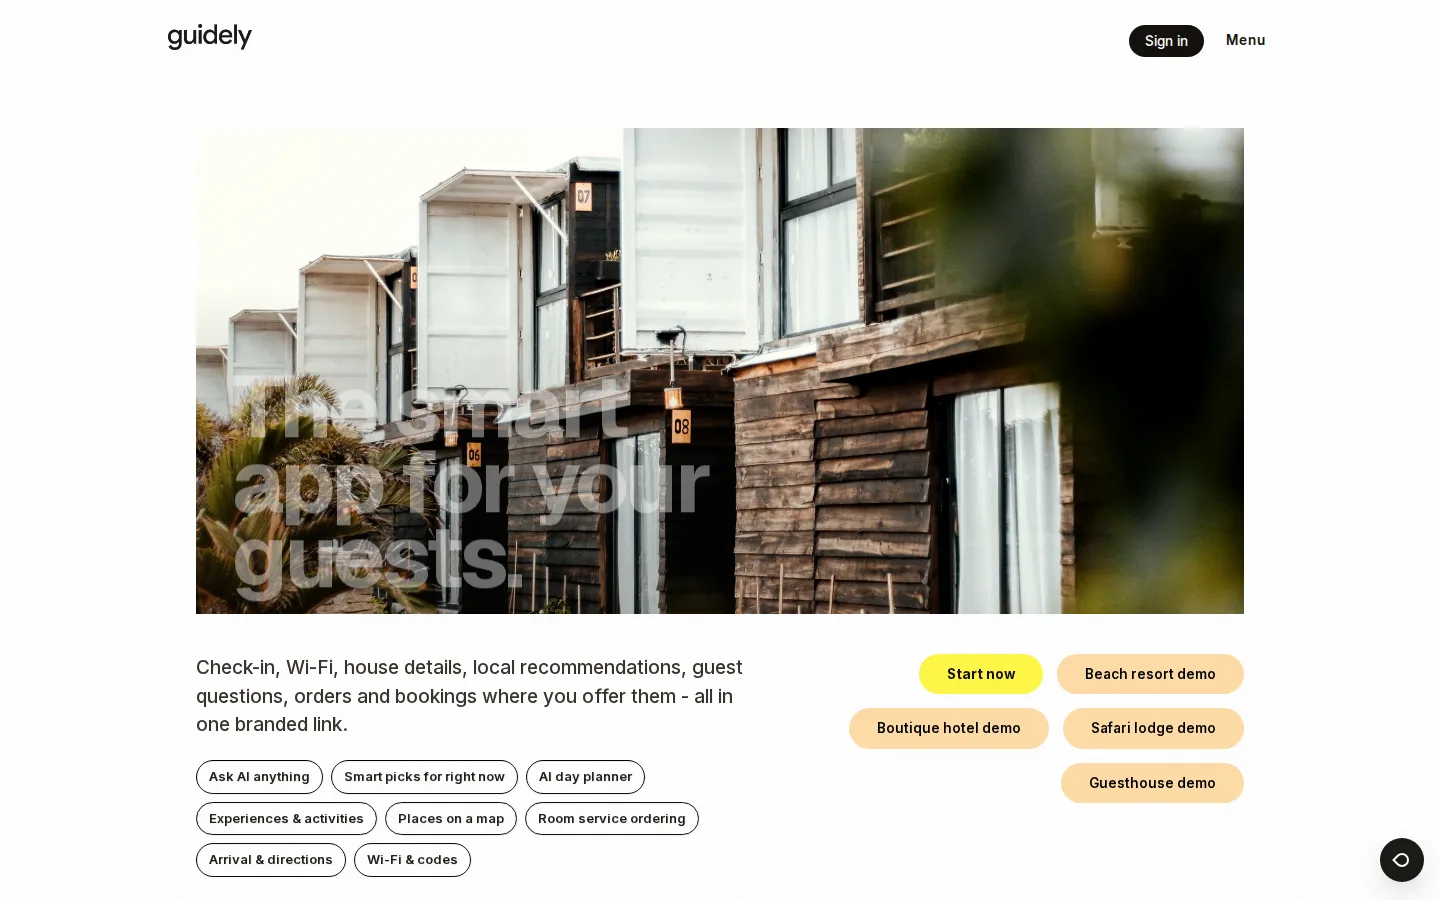 guidely
Sign in
Menu
07
08
06
The smart
app for your
guests.
Check-in, Wi-Fi, house details, local recommendations, guest
questions, orders and bookings where you offer them - all in
one branded link.
Start now
Beach resort demo
Boutique hotel demo
Safari lodge demo
Guesthouse demo
Ask AI anything
Smart picks for right now
AI day planner
Experiences & activities
Places on a map
Room service ordering
Arrival & directions
Wi-Fi & codes